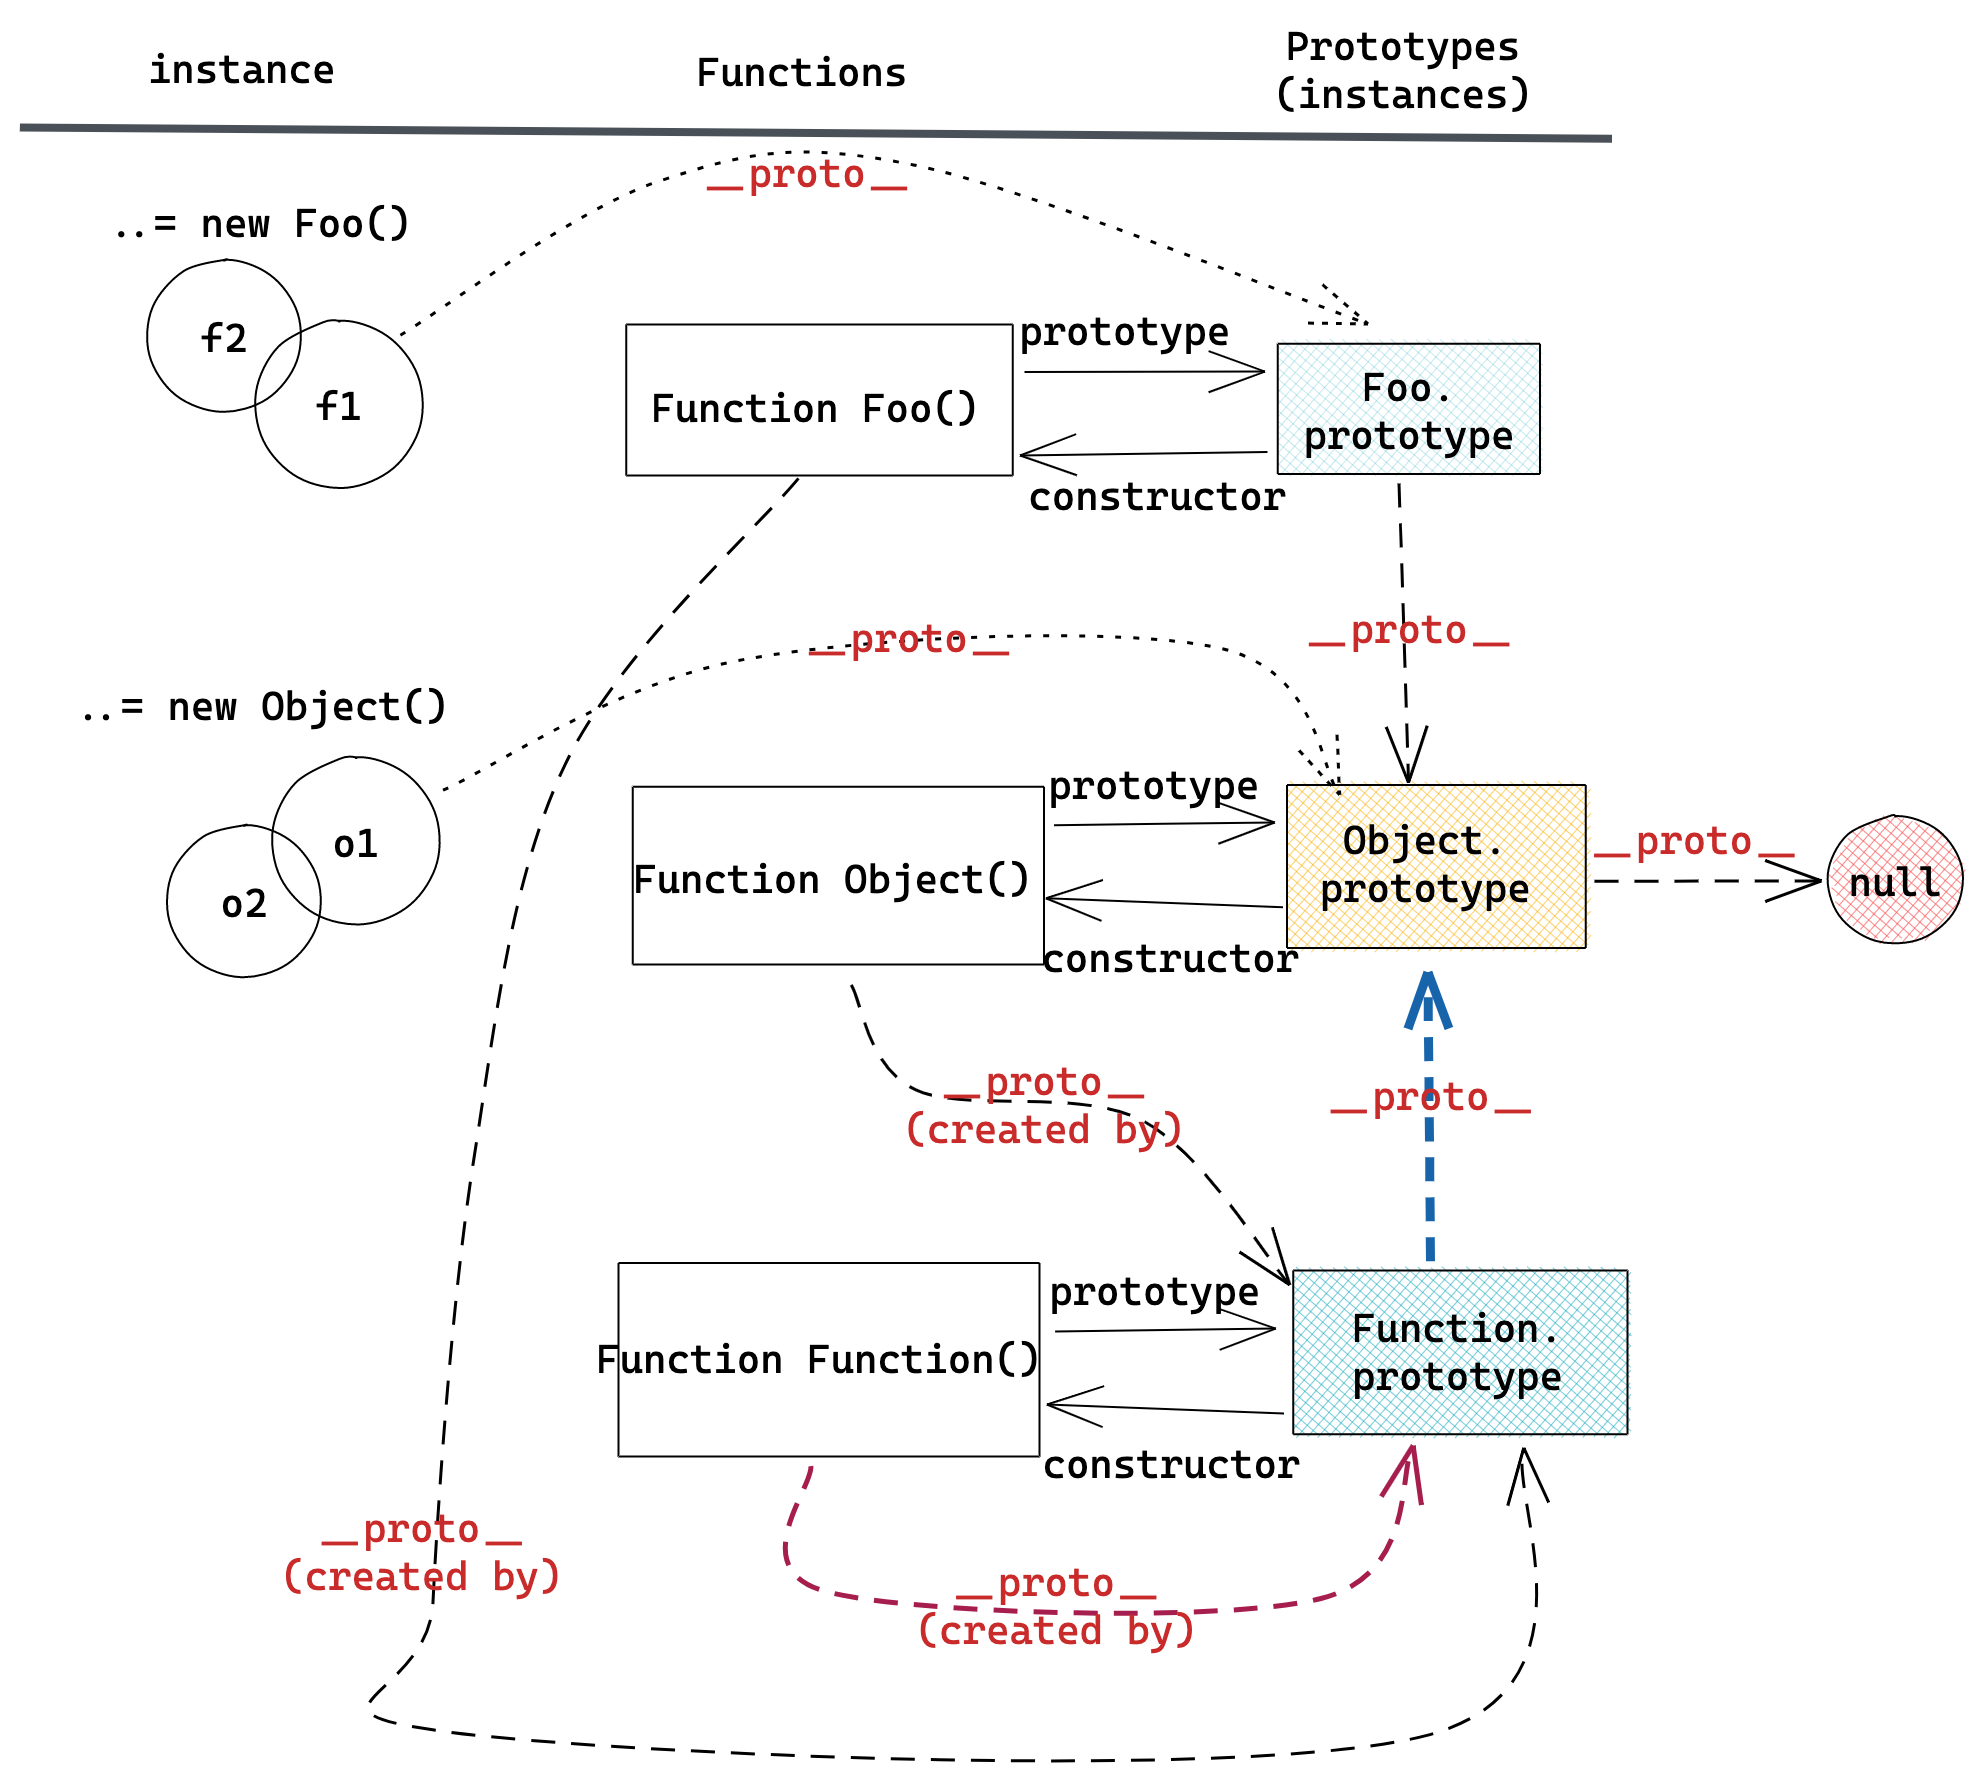 instance
Functions
Prototypes
(instances)
__proto__
..= new Foo()
f2
f1
prototype
Function Foo()
Foo.
prototype
constructor
__proto__
__proto__
..= new Object()
o1
o2
prototype
Function Object()
Object.
prototype
__proto__
null
constructor
__proto__
(created by)
__proto__
prototype
Function Function()
Function.
prototype
constructor
__proto__
(created by)
__proto__
(created by)